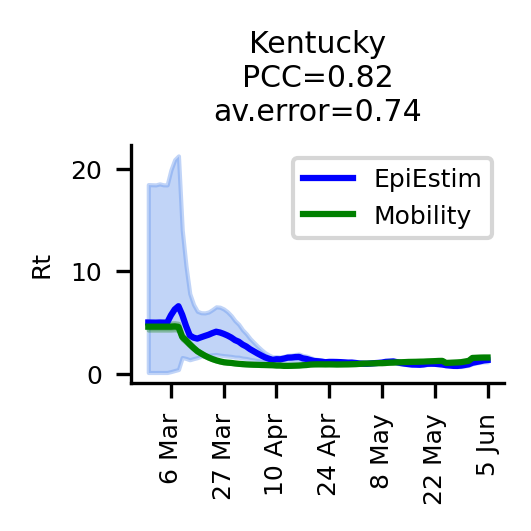 Kentucky
PCC=0.82
av.error=0.74
EpiEstim
Mobility
Rt
20
10
0
6 Mar
27 Mar
10 Apr
24 Apr
8 May
22 May
5 Jun